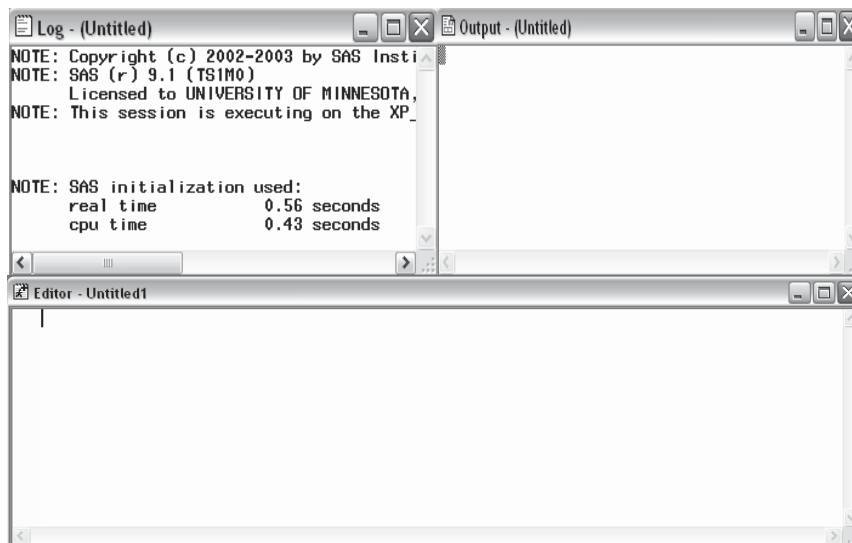 Log - (Untitled)
NOTE: Copyright (c) 2002-2003 by SAS Insti
NOTE: SAS (r) 9.1 (TS1M0)
Licensed to UNIVERSITY OF MINNESOTA,
NOTE: This session is executing on the XP_
NOTE: SAS initialization used:
real time 0.56 seconds
cpu time 0.43 seconds
Output - (Untitled)
Editor - Untitled1